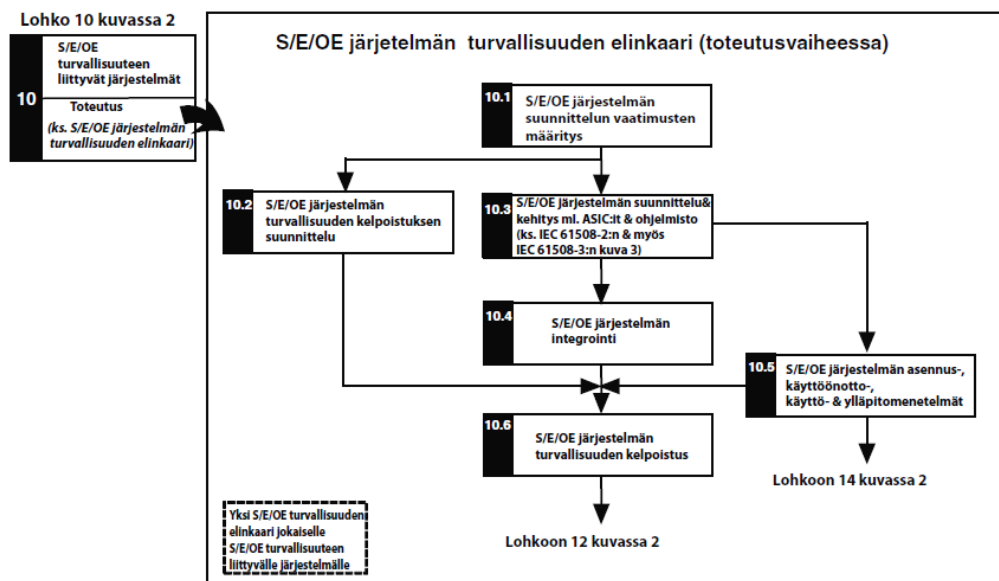 Lohko 10 kuvassa 2
10
S/E/OE
turvallisuuteen
liittyvät järjestelmät
Toteutus
(ks. S/E/OE järjestelmän
turvallisuuden elinkaari)
S/E/OE järjetelmän turvallisuuden elinkaari (toteutusvaiheessa)
10.1
S/E/OE järjestelmän
suunnittelun vaatimusten
määritys
10.2
S/E/OE järjestelmän
turvallisuuden kelpoistuksen
suunnittelu
10.3
S/E/OE järjestelmän suunnittelu&
kehitys ml. ASIC:it & ohjelmisto
(ks. IEC 61508-2:n & myös
IEC 61508-3:n kuva 3)
10.4
S/E/OE järjestelmän
integrointi
10.5
S/E/OE järjestelmän asennus-,
käyttöönotto-,
käyttö- & ylläpitomenetelmät
10.6
S/E/OE järjestelmän
turvallisuuden kelpoistus
Lohkoon 14 kuvassa 2
Yksi S/E/OE turvallisuuden
elinkaari jokaiselle
S/E/OE turvallisuuteen
liittyvälle järjestelmälle
Lohkoon 12 kuvassa 2